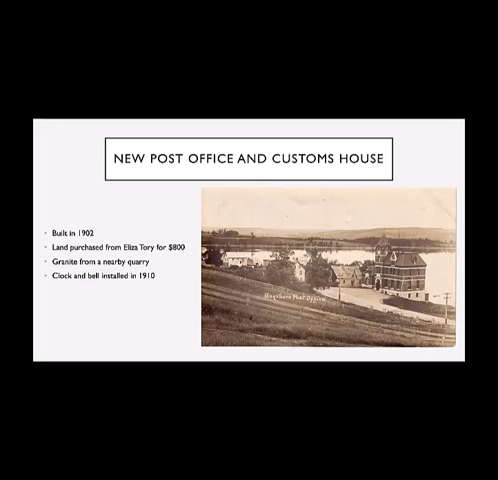 NEW POST OFFICE AND CUSTOMS HOUSE
Built in 1902
Land purchased from Eliza Tory for $800
Granite from a nearby quarry
Clock and bell installed in 1910
Guysboro Post Office